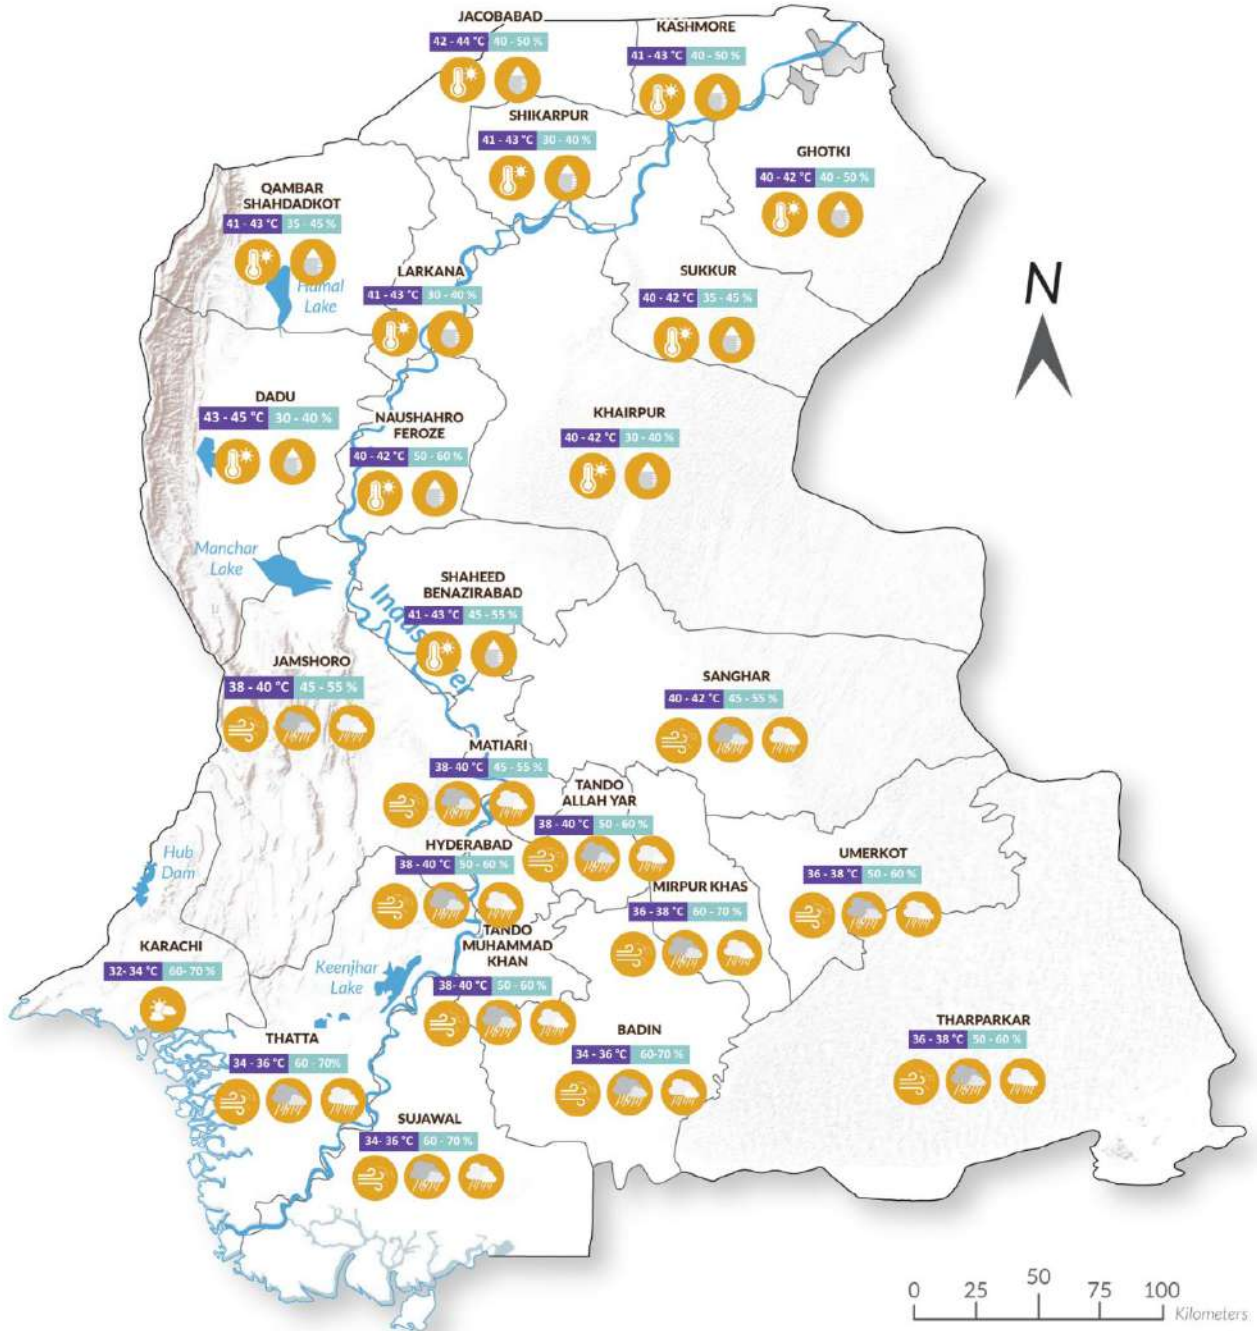 JACOBABAD
42 - 44 °C 40 - 50 %
KASHMORE
41 - 43 °C 40 - 50 %
SHIKARPUR
41 - 43 °C 30 - 40 %
GHOTKI
40 - 42 °C 40 - 50 %
QAMBAR
SHAHDADKOT
41 - 43 °C 35 - 45 %
Hamal
Lake
LARKANA
41 - 43 °C 30 - 40 %
SUKKUR
40 - 42 °C 35 - 45 %
N
DADU
43 - 45 °C 30 - 40 %
NAUSHAHRO
FEROZE
40 - 42 °C 50 - 60 %
KHAIRPUR
40 - 42 °C 30 - 40 %
Manchar
Lake
SHAHEED
BENAZIRABAD
41 - 43 °C 45 - 55 %
Indus
JAMSHORO
38 - 40 °C 45 - 55 %
SANGHAR
40 - 42 °C 45 - 55 %
MATIARI
38- 40 °C 45 - 55 %
TANDO
ALLAH YAR
38 - 40 °C 50 - 60 %
HYDERABAD
38 - 40 °C 50 - 60 %
UMERKOT
36 - 38 °C 50 - 60 %
Hub
Dam
MIRPUR KHAS
36 - 38 °C 60 - 70 %
KARACHI
32- 34 °C 60- 70 %
Keenjhar
Lake
TANDO
MUHAMMAD
KHAN
38- 40 °C 50 - 60 %
THATTA
34 - 36 °C 60 - 70%
BADIN
34 - 36 °C 60-70 %
THARPARKAR
36 - 38 °C 50 - 60 %
SUJAWAL
34- 36 °C 60 - 70 %
0 25 50 75 100
Kilometers